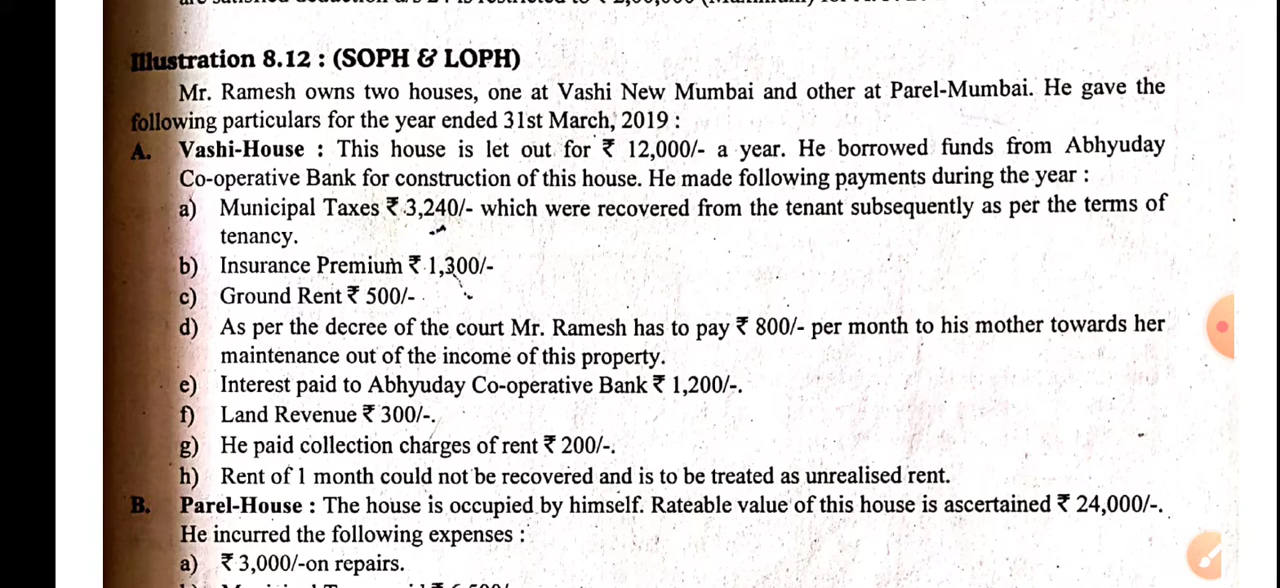 Illustration 8.12 : (SOPH & LOPH)
Mr. Ramesh owns two houses, one at Vashi New Mumbai and other at Parel-Mumbai. He gave the
following particulars for the year ended 31st March, 2019 :
A. Vashi-House : This house is let out for ₹ 12,000/- a year. He borrowed funds from Abhyuday
Co-operative Bank for construction of this house. He made following payments during the year :
a) Municipal Taxes ₹ 3,240/- which were recovered from the tenant subsequently as per the terms of
tenancy.
b) Insurance Premium ₹ 1,300/-
c) Ground Rent ₹ 500/-
d) As per the decree of the court Mr. Ramesh has to pay ₹ 800/- per month to his mother towards her
maintenance out of the income of this property.
e) Interest paid to Abhyuday Co-operative Bank ₹ 1,200/-.
f) Land Revenue ₹ 300/-.
g) He paid collection charges of rent ₹ 200/-.
h) Rent of 1 month could not be recovered and is to be treated as unrealised rent.
B. Parel-House : The house is occupied by himself. Rateable value of this house is ascertained ₹ 24,000/-.
He incurred the following expenses :
a) ₹ 3,000/-on repairs.